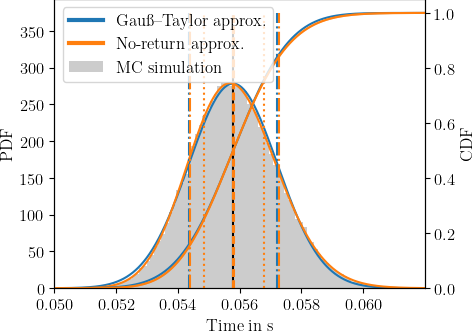 Gauß–Taylor approx.
No-return approx.
MC simulation
PDF
350
300
250
200
150
100
50
0
1.0
0.8
0.6
0.4
0.2
0.0
CDF
0.050 0.052 0.054 0.056 0.058 0.060
Time in s